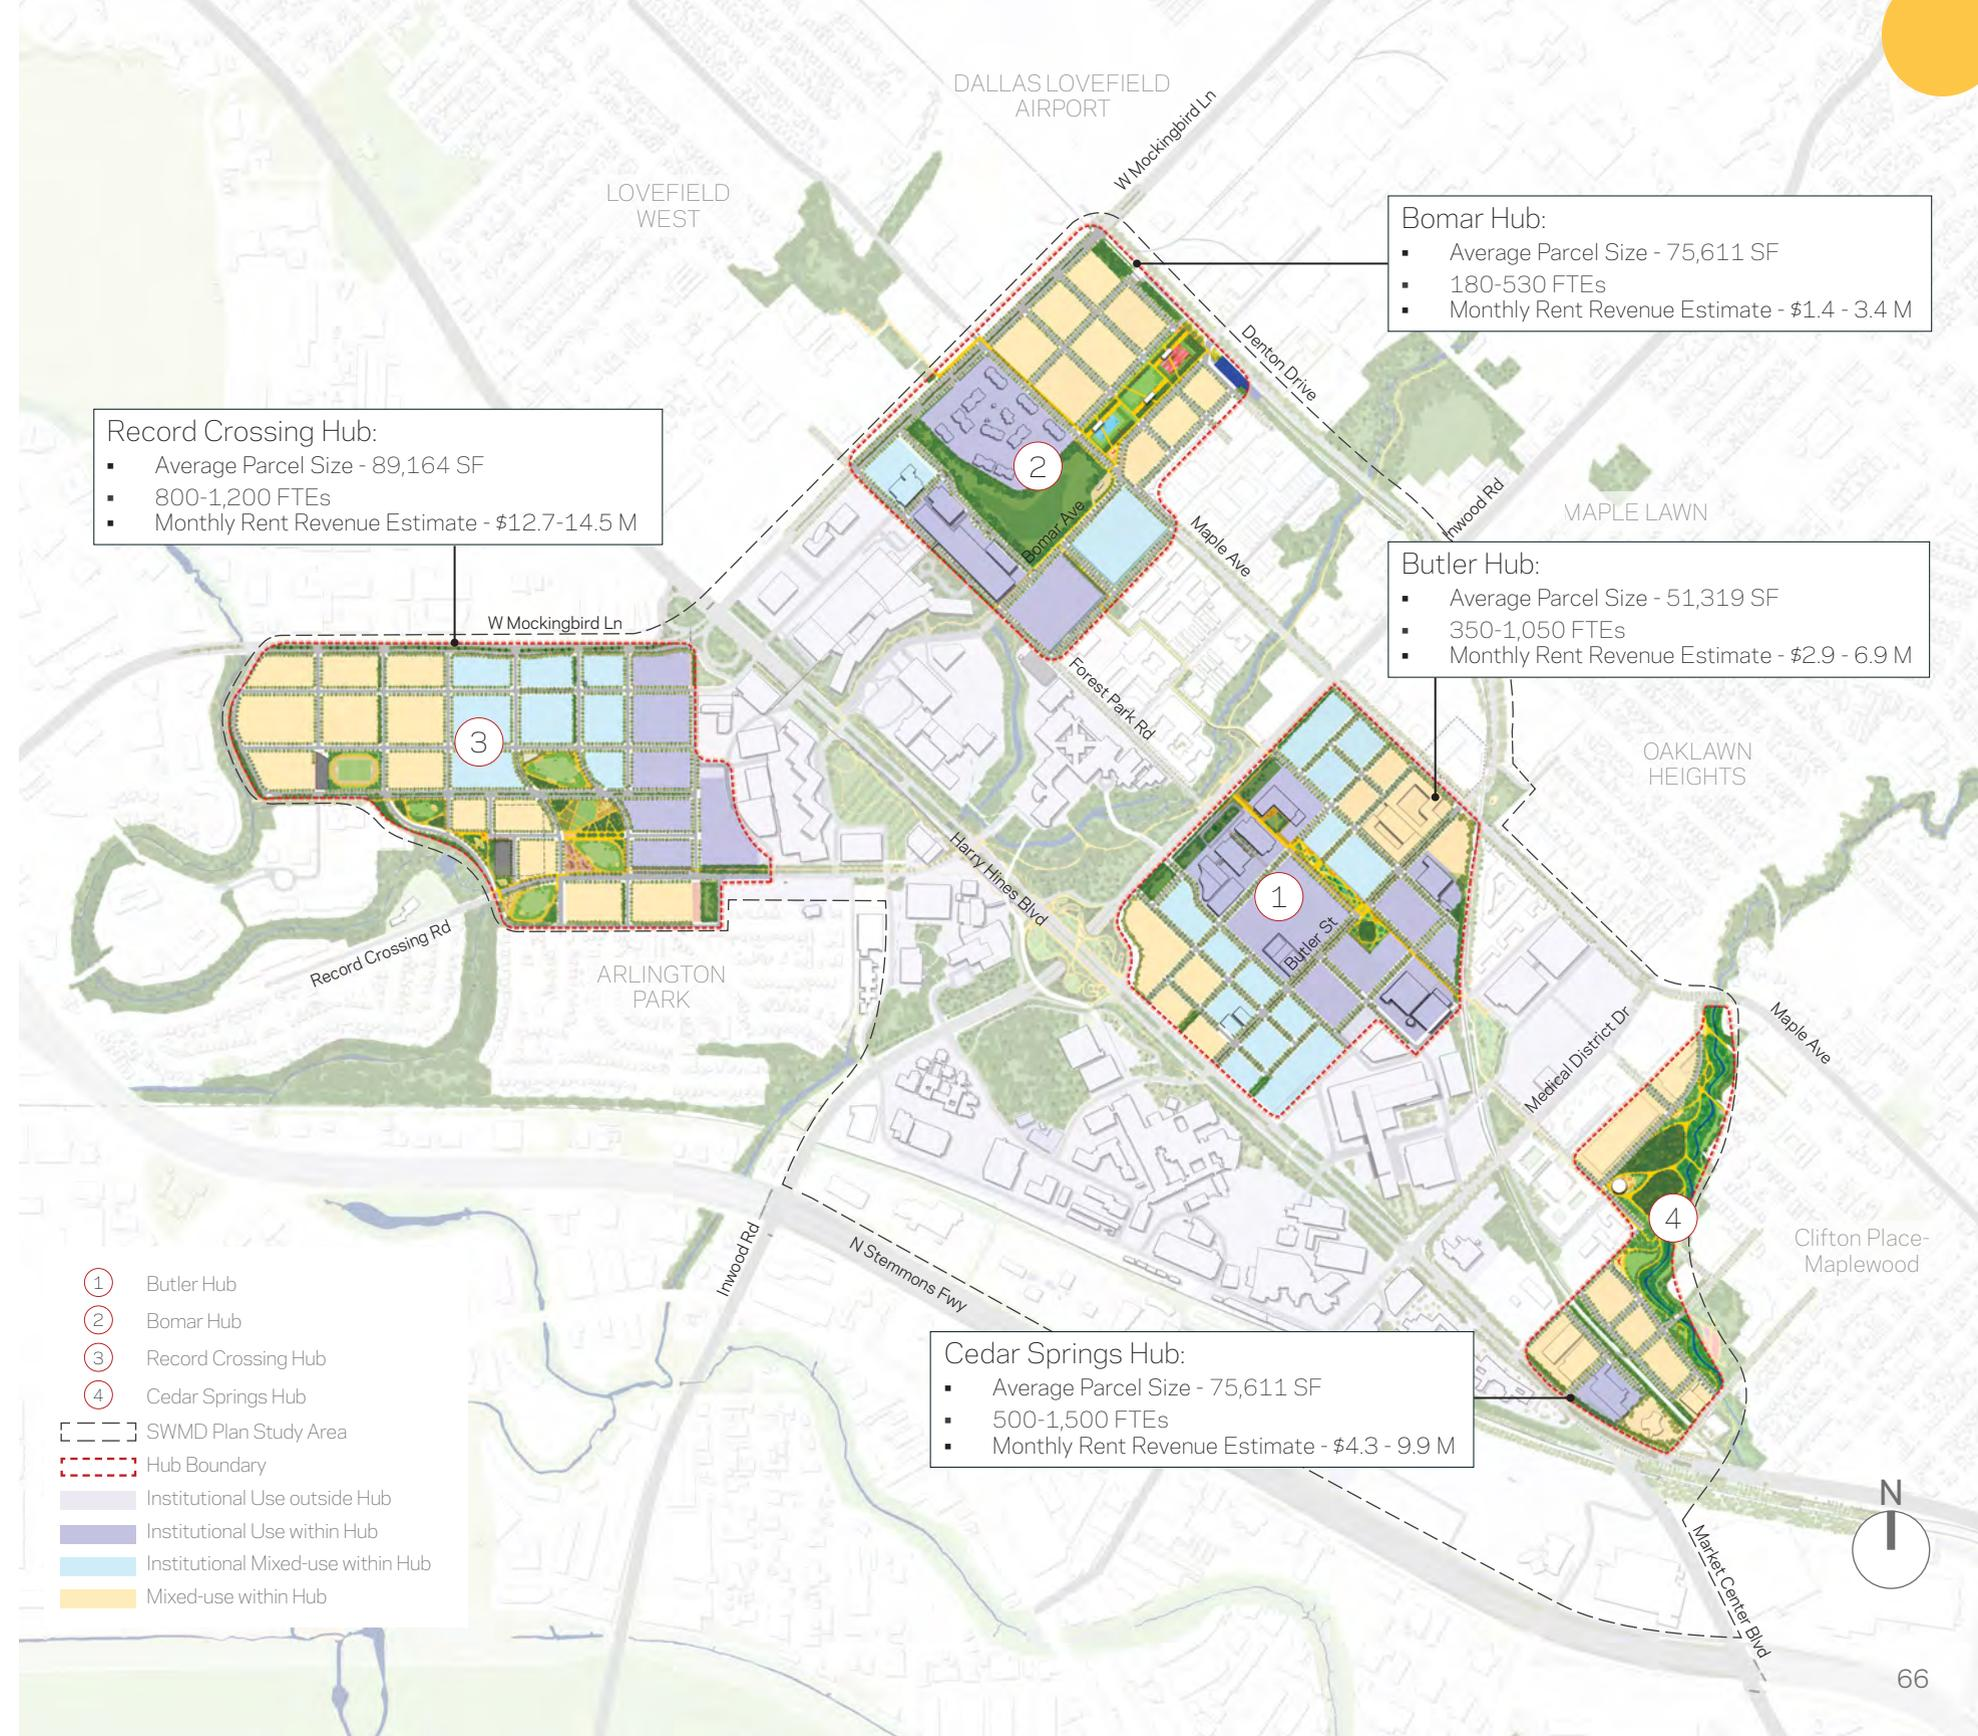 DALLAS LOVEFIELD
AIRPORT
W Mockingbird Ln
LOVEFIELD
WEST
Bomar Hub:
▪ Average Parcel Size - 75,611 SF
▪ 180-530 FTEs
▪ Monthly Rent Revenue Estimate - $1.4 - 3.4 M
Denton Drive
Record Crossing Hub:
▪ Average Parcel Size - 89,164 SF
▪ 800-1,200 FTEs
▪ Monthly Rent Revenue Estimate - $12.7-14.5 M
2
Bomar Ave
Maple Ave
Inwood Rd
MAPLE LAWN
Butler Hub:
▪ Average Parcel Size - 51,319 SF
▪ 350-1,050 FTEs
▪ Monthly Rent Revenue Estimate - $2.9 - 6.9 M
W Mockingbird Ln
Forest Park Rd
3
OAKLAWN
HEIGHTS
Harry Hines Blvd
1
Butler St
Record Crossing Rd
ARLINGTON
PARK
Medical District Dr
Maple Ave
4
Clifton Place-
Maplewood
Inwood Rd
N Stemmons Fwy
Cedar Springs Hub:
▪ Average Parcel Size - 75,611 SF
▪ 500-1,500 FTEs
▪ Monthly Rent Revenue Estimate - $4.3 - 9.9 M
1 Butler Hub
2 Bomar Hub
3 Record Crossing Hub
4 Cedar Springs Hub
SWMD Plan Study Area
Hub Boundary
Institutional Use outside Hub
Institutional Use within Hub
Institutional Mixed-use within Hub
Mixed-use within Hub
N
Market Center Blvd
66